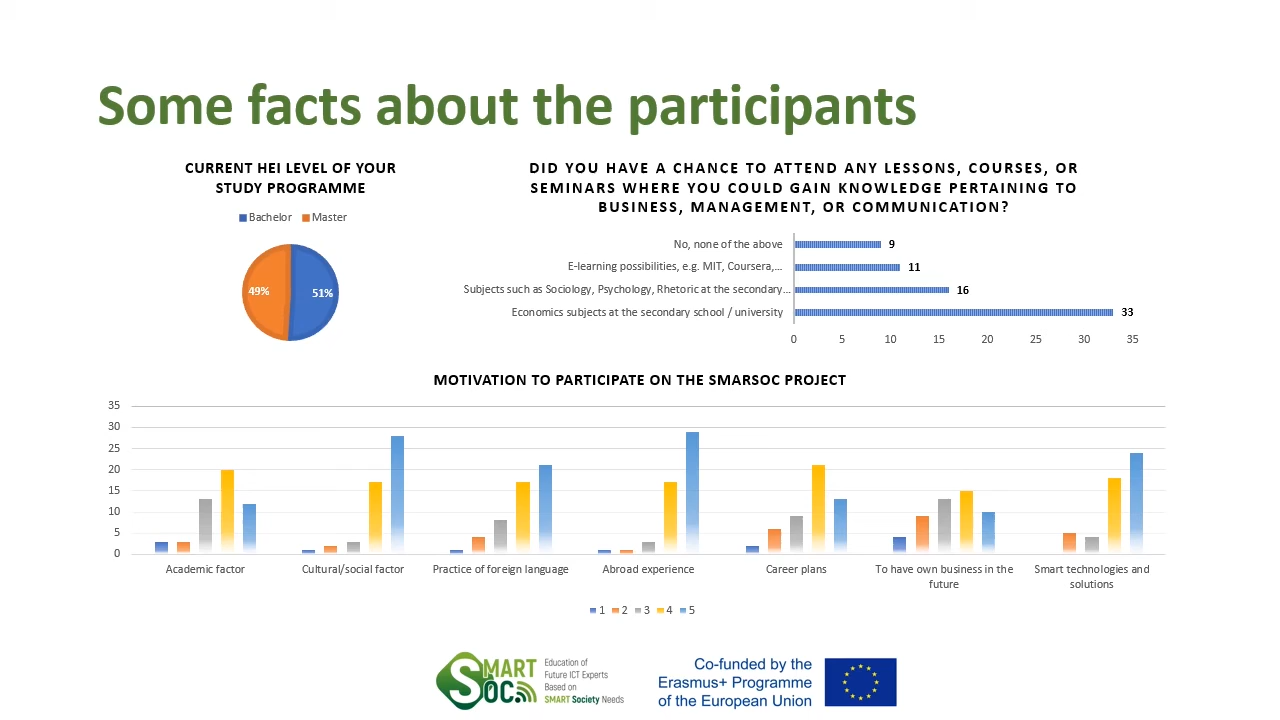 Some facts about the participants
CURRENT HEI LEVEL OF YOUR
STUDY PROGRAMME
Bachelor Master
49%
51%
DID YOU HAVE A CHANCE TO ATTEND ANY LESSONS, COURSES, OR
SEMINARS WHERE YOU COULD GAIN KNOWLEDGE PERTAINING TO
BUSINESS, MANAGEMENT, OR COMMUNICATION?
No, none of the above 9
E-learning possibilities, e.g. MIT, Coursera,... 11
Subjects such as Sociology, Psychology, Rhetoric at the secondary... 16
Economics subjects at the secondary school / university 33
0 5 10 15 20 25 30 35
MOTIVATION TO PARTICIPATE ON THE SMARSOC PROJECT
35
30
25
20
15
10
5
0
Academic factor
Cultural/social factor
Practice of foreign language
Abroad experience
Career plans
To have own business in the
future
Smart technologies and
solutions
1 2 3 4 5
SMART
SOC
Education of
Future ICT Experts
Based on
SMART Society Needs
Co-funded by the
Erasmus+ Programme
of the European Union